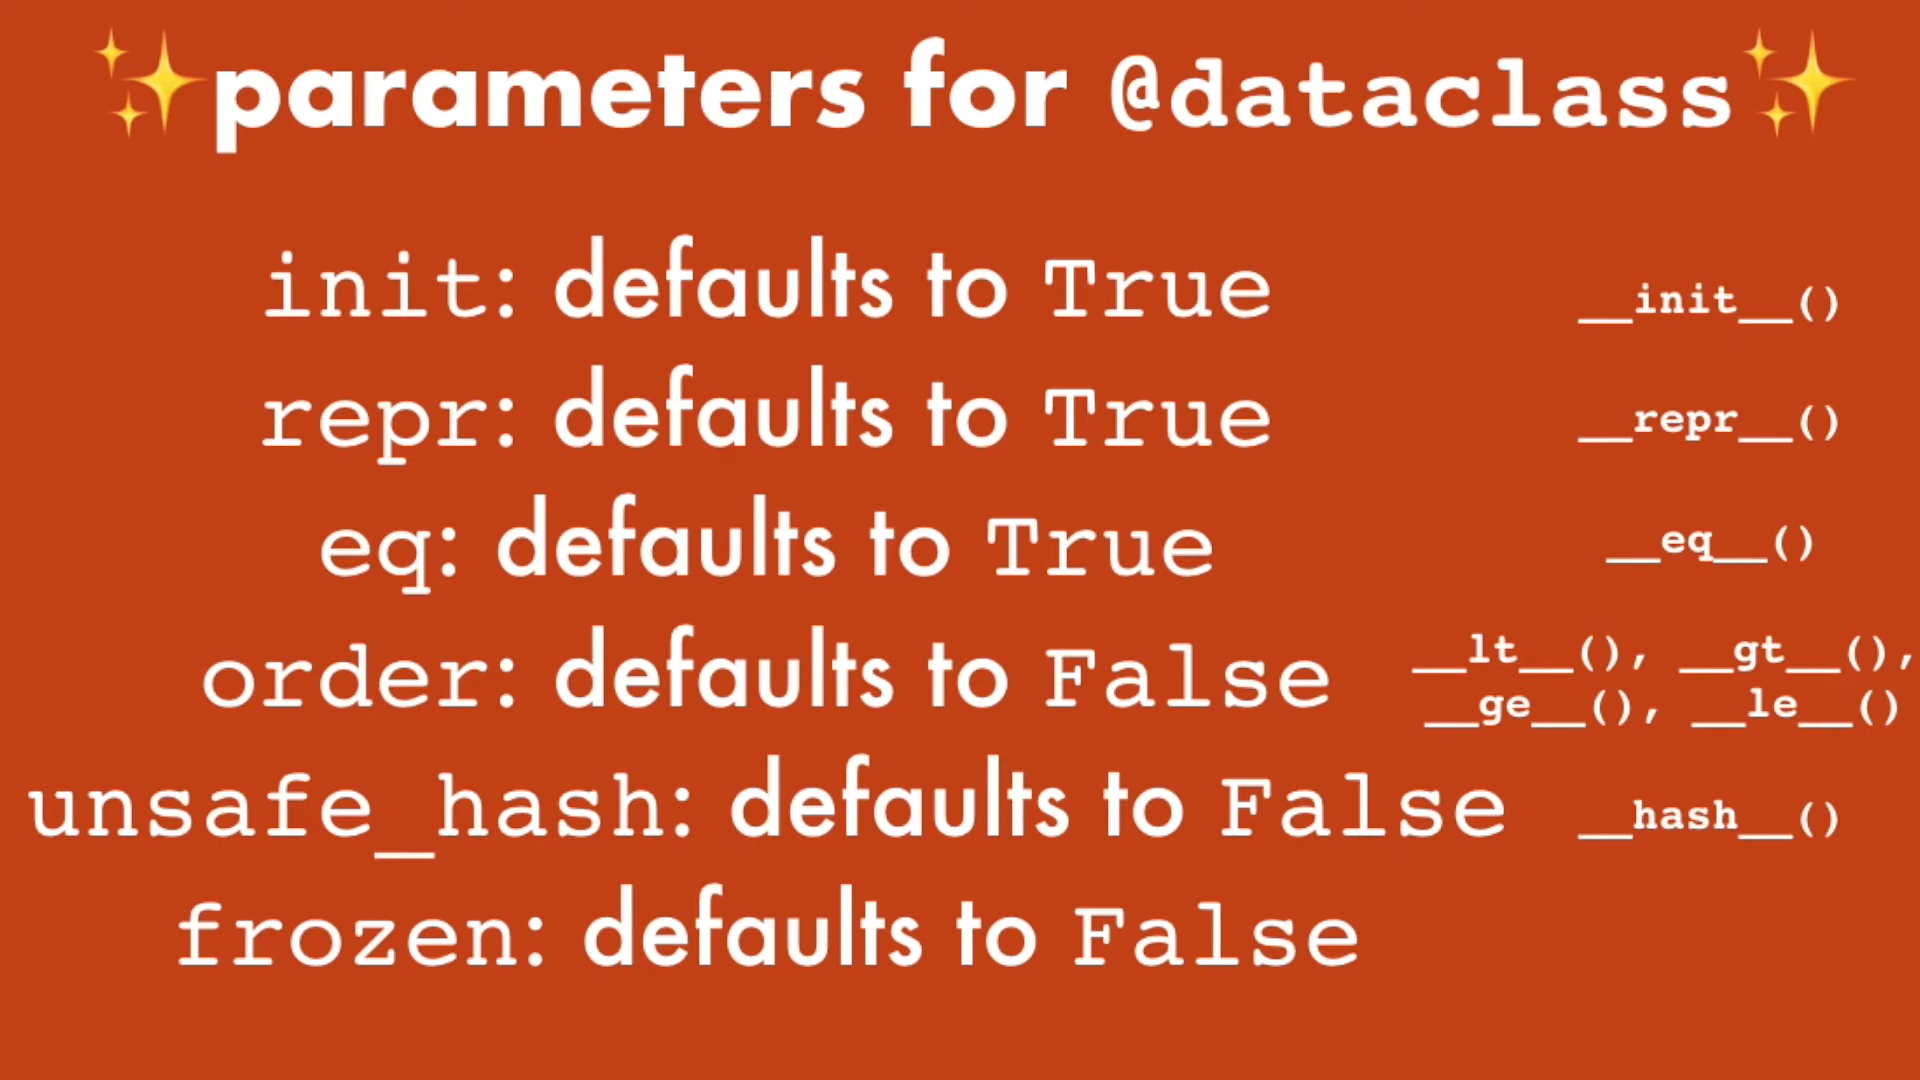 ✨parameters for @dataclass✨
init: defaults to True __init__()
repr: defaults to True __repr__()
eq: defaults to True __eq__()
order: defaults to False __lt__(), __gt__(),
__ge__(), __le__()
unsafe_hash: defaults to False __hash__()
frozen: defaults to False